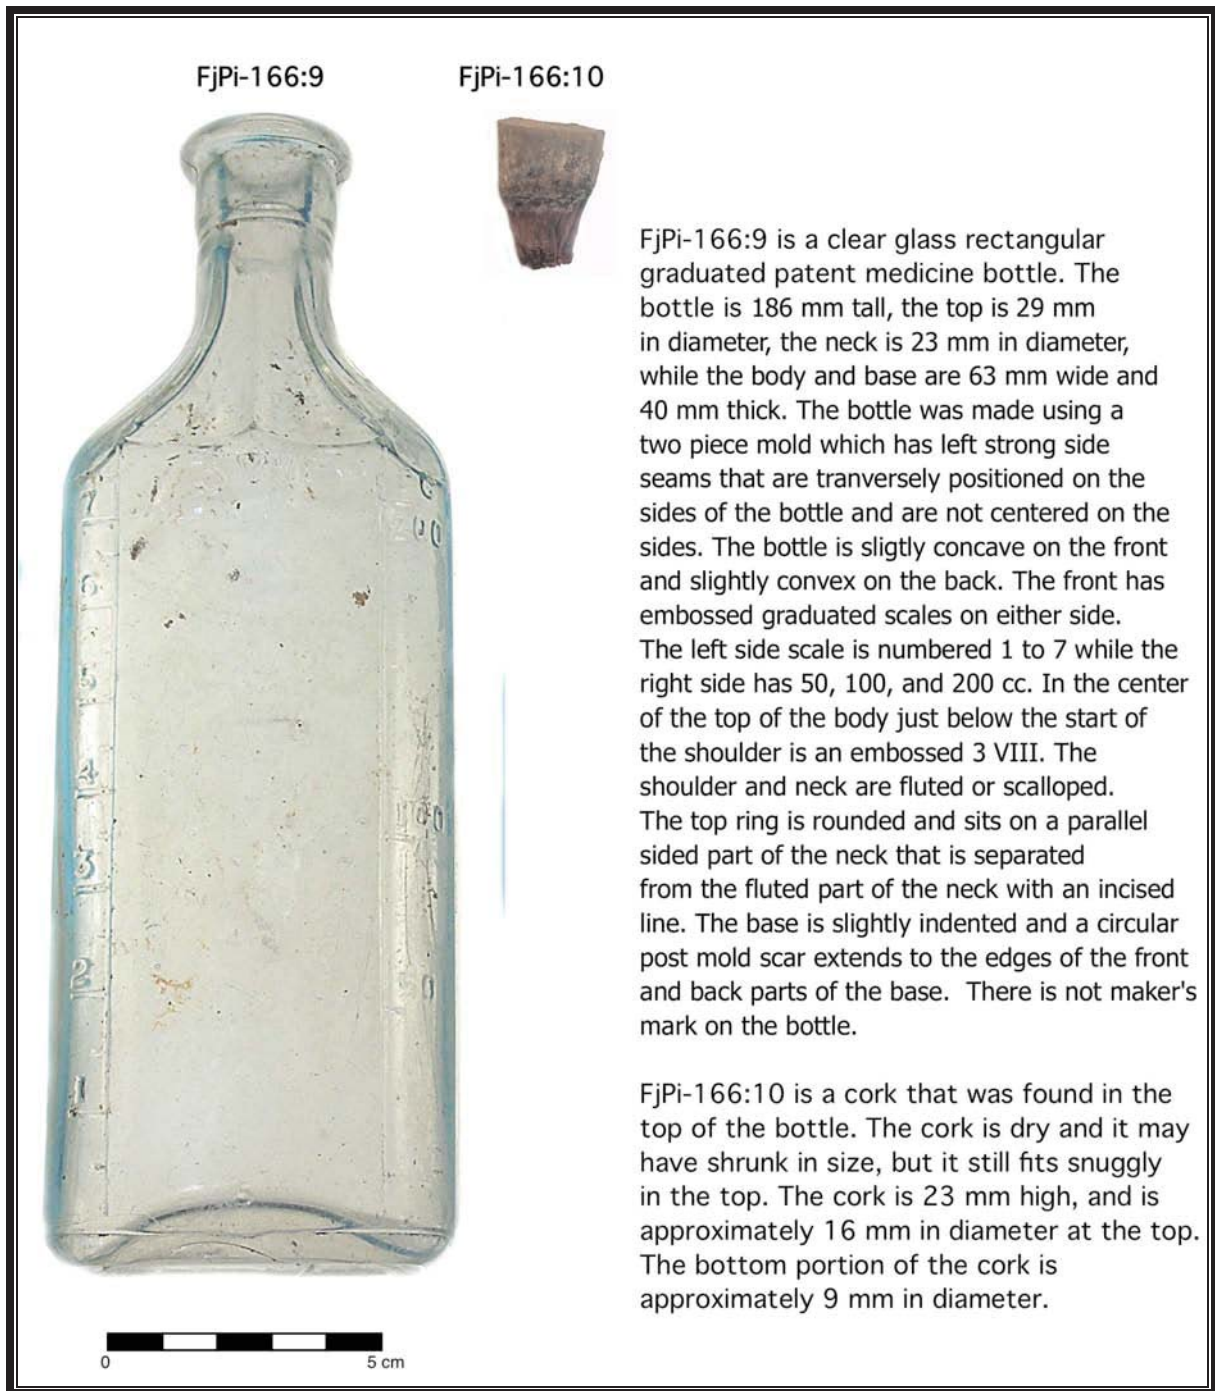 FjPi-166:9
FjPi-166:10
FjPi-166:9 is a clear glass rectangular
graduated patent medicine bottle. The
bottle is 186 mm tall, the top is 29 mm
in diameter, the neck is 23 mm in diameter,
while the body and base are 63 mm wide and
40 mm thick. The bottle was made using a
two piece mold which has left strong side
seams that are tranversely positioned on the
sides of the bottle and are not centered on the
sides. The bottle is sligtly concave on the front
and slightly convex on the back. The front has
embossed graduated scales on either side.
The left side scale is numbered 1 to 7 while the
right side has 50, 100, and 200 cc. In the center
of the top of the body just below the start of
the shoulder is an embossed 3 VIII. The
shoulder and neck are fluted or scalloped.
The top ring is rounded and sits on a parallel
sided part of the neck that is separated
from the fluted part of the neck with an incised
line. The base is slightly indented and a circular
post mold scar extends to the edges of the front
and back parts of the base.  There is not maker's
mark on the bottle.
FjPi-166:10 is a cork that was found in the
top of the bottle. The cork is dry and it may
have shrunk in size, but it still fits snuggly
in the top. The cork is 23 mm high, and is
approximately 16 mm in diameter at the top.
The bottom portion of the cork is
approximately 9 mm in diameter.
7
200
6
5
4
100
3
2
50
1
0
5 cm